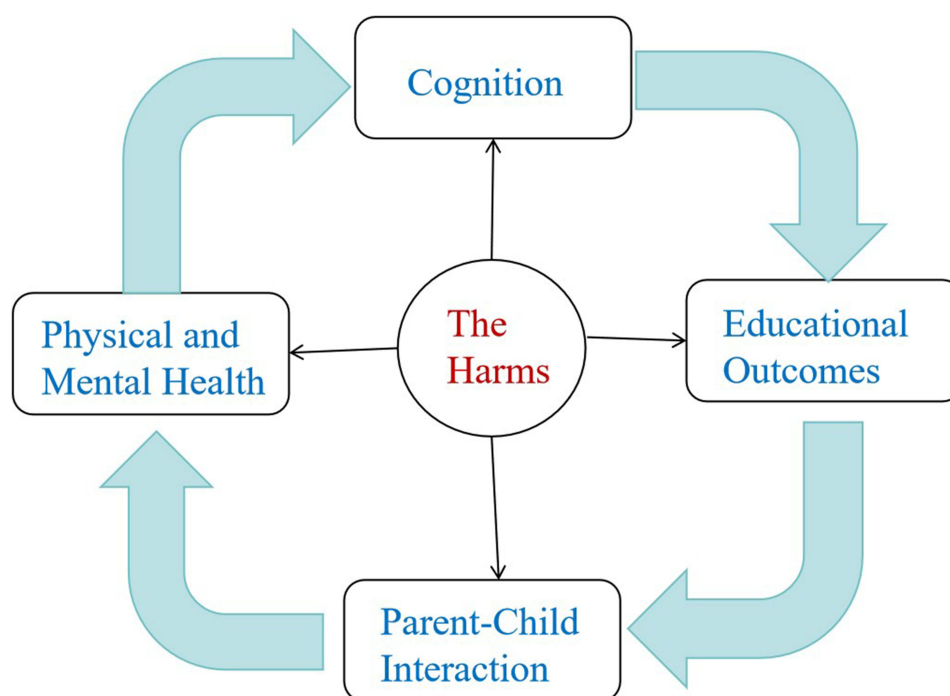 Cognition
Physical and
Mental Health
The
Harms
Educational
Outcomes
Parent-Child
Interaction